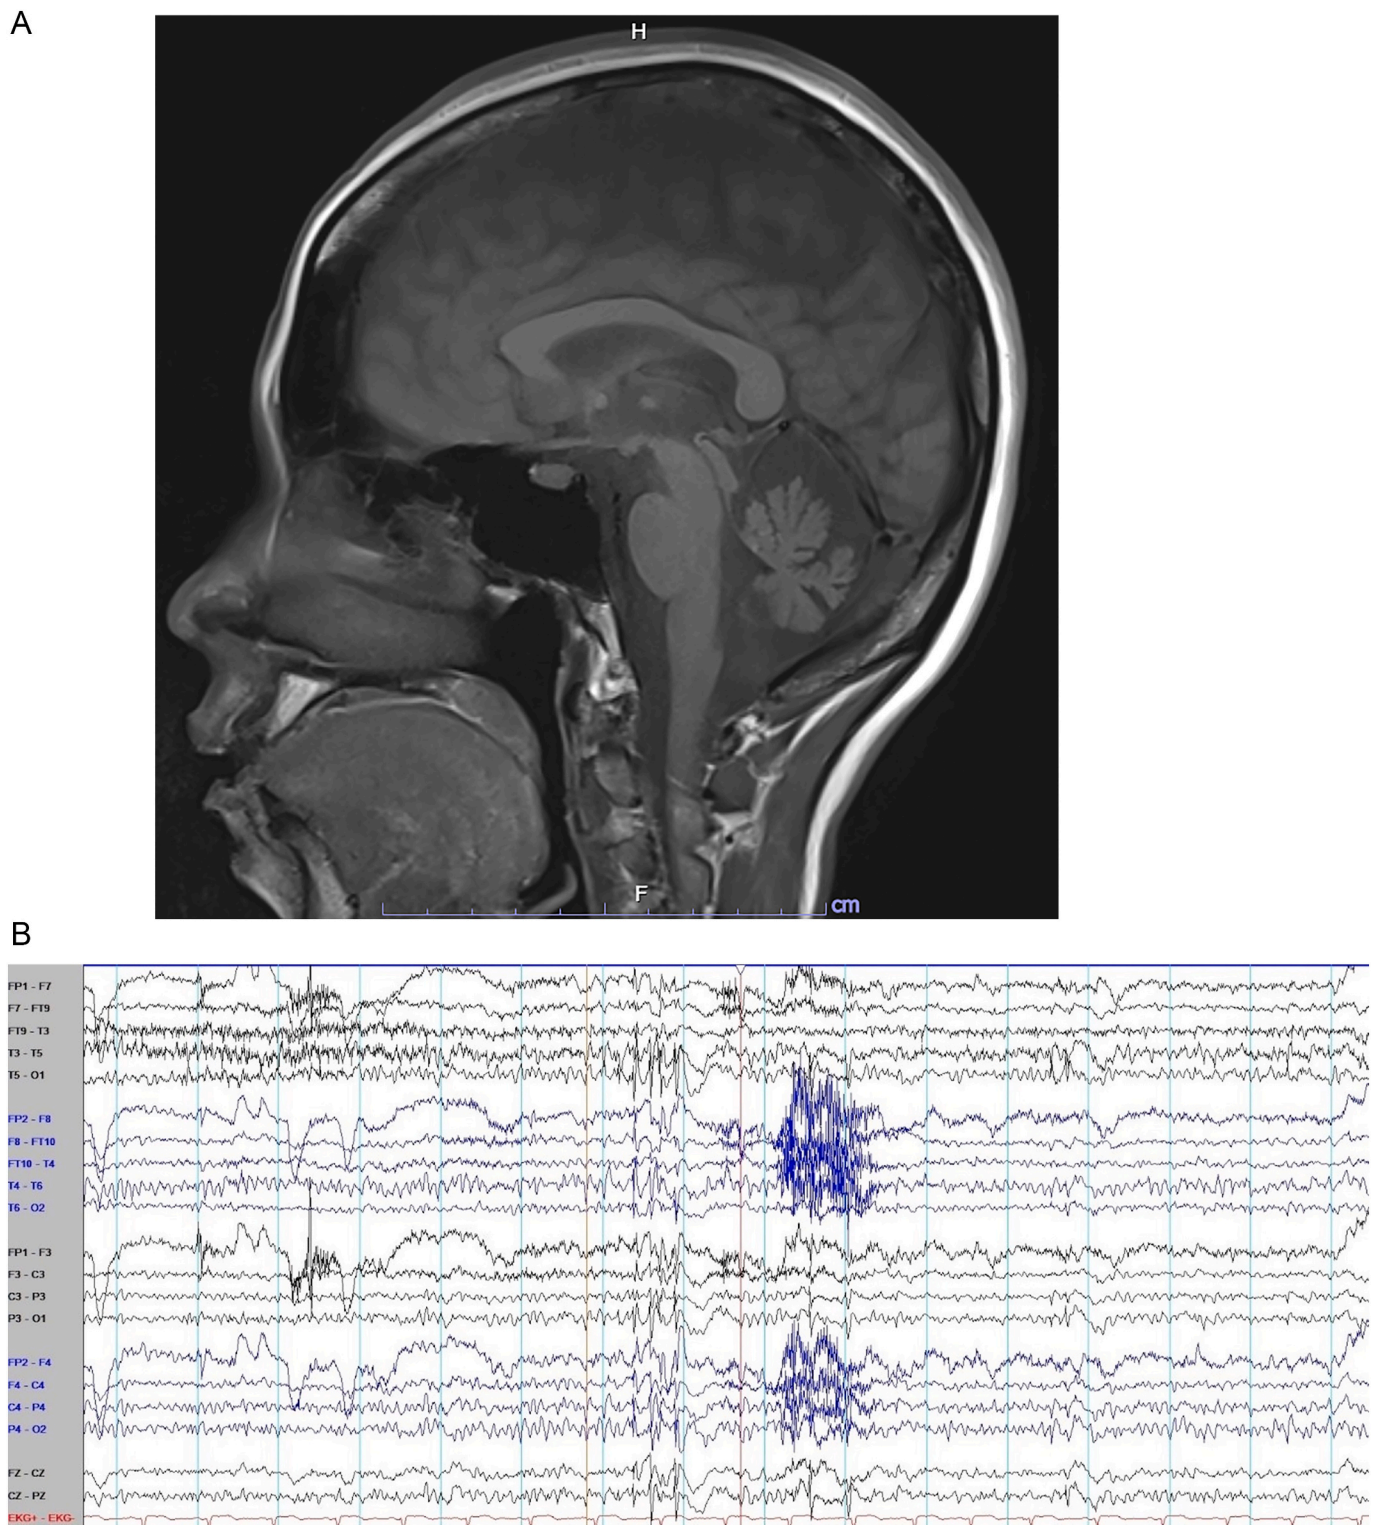 A
H
F
cm
B
FP1 - F7
F7 - FT9
FT9 - T3
T3 - T5
T5 - O1
FP2 - F8
F8 - FT10
FT10 - T4
T4 - T6
T6 - O2
FP1 - F3
F3 - C3
C3 - P3
P3 - O1
FP2 - F4
F4 - C4
C4 - P4
P4 - O2
FZ - CZ
CZ - PZ
EKG+ - EKG-